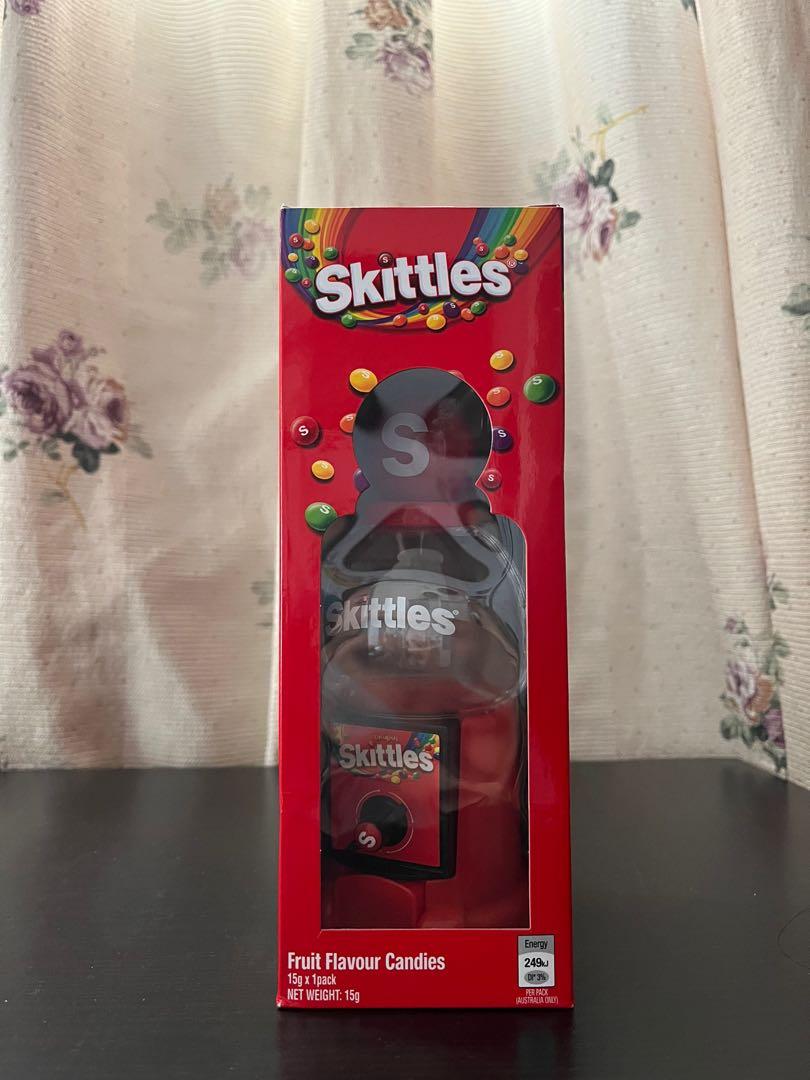 Skittles®
S
Skittles®
Skittles
S
Fruit Flavour Candies
15g x 1pack
NET WEIGHT: 15g
Energy
249kJ
DI* 3%
PER PACK
(AUSTRALIA ONLY)